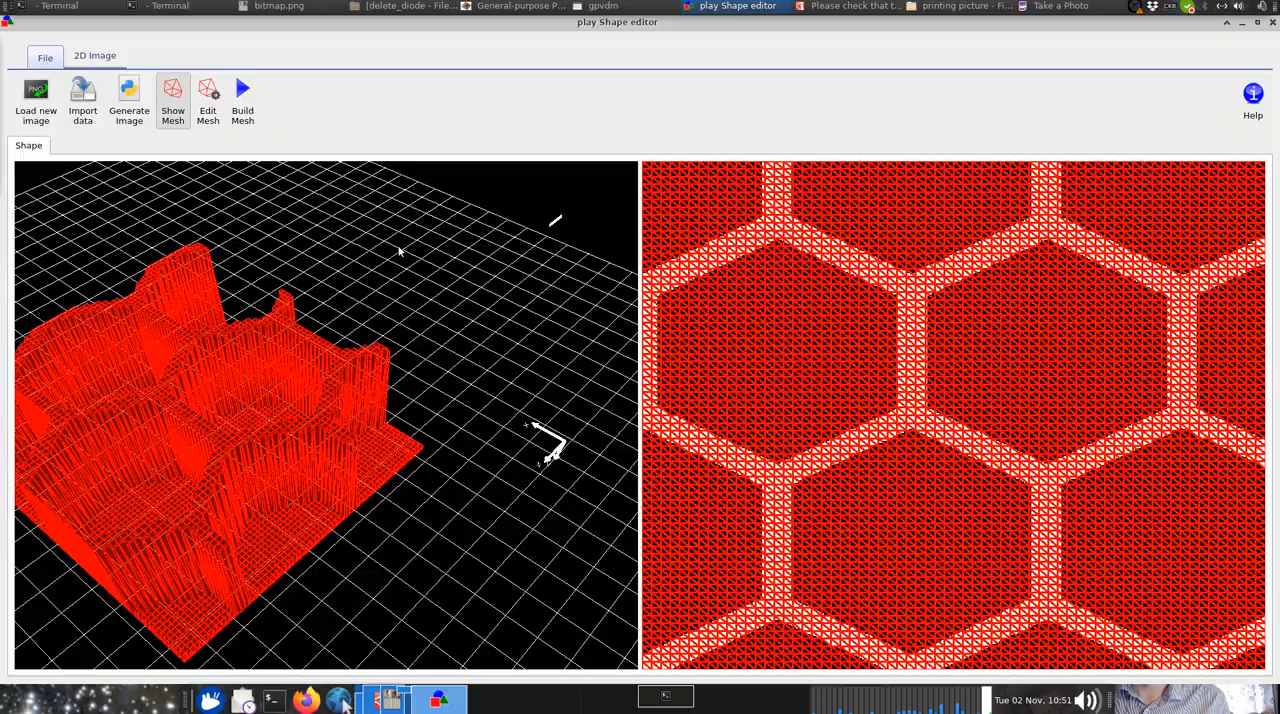 - Terminal - Terminal bitmap.png [delete_diode - File... General-purpose P... gpvdm play Shape editor Please check that t... printing picture - Fi... Take a Photo
play Shape editor
File 2D Image
PNG
Load new image
Import data
Generate Image
Show Mesh
Edit Mesh
Build Mesh
Help
Shape
Tue 02 Nov, 10:51